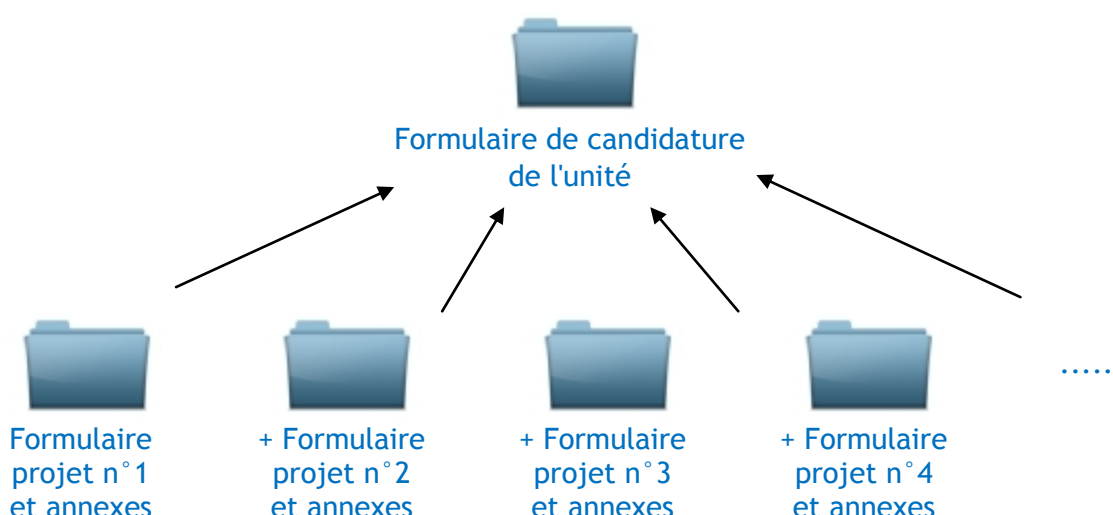 Formulaire de candidature
de l'unité
.....
Formulaire
projet n°1
et annexes
+ Formulaire
projet n°2
et annexes
+ Formulaire
projet n°3
et annexes
+ Formulaire
projet n°4
et annexes